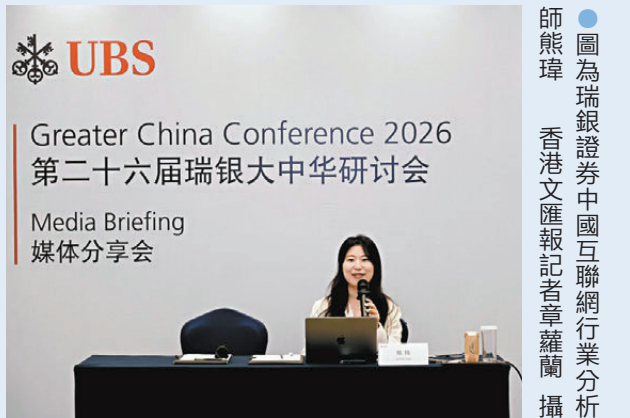 UBS
Greater China Conference 2026
第二十六届瑞银大中华研讨会
Media Briefing
媒体分享会
●圖為瑞銀證券中國互聯網行業分析
師熊瑋 香港文匯報記者章蘿蘭 攝